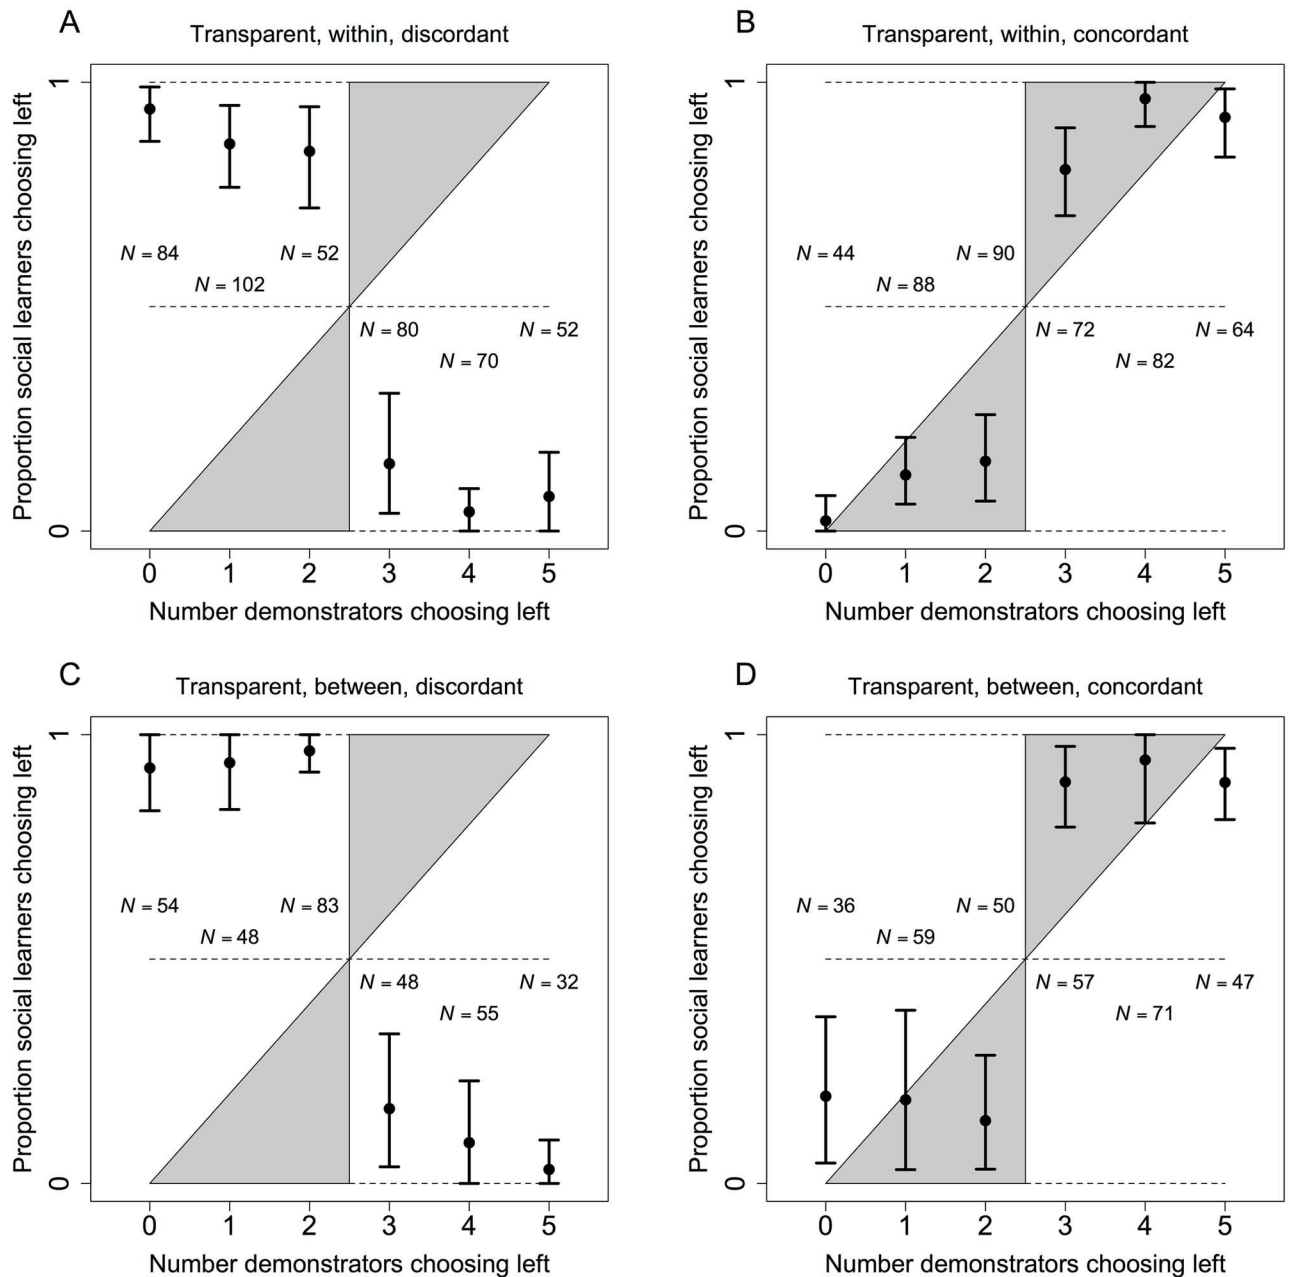 A
Transparent, within, discordant
Proportion social learners choosing left
1
0
N = 84
N = 102
N = 52
N = 80
N = 70
N = 52
0 1 2 3 4 5
Number demonstrators choosing left
B
Transparent, within, concordant
Proportion social learners choosing left
1
0
N = 44
N = 88
N = 90
N = 72
N = 82
N = 64
0 1 2 3 4 5
Number demonstrators choosing left
C
Transparent, between, discordant
Proportion social learners choosing left
1
0
N = 54
N = 48
N = 83
N = 48
N = 55
N = 32
0 1 2 3 4 5
Number demonstrators choosing left
D
Transparent, between, concordant
Proportion social learners choosing left
1
0
N = 36
N = 59
N = 50
N = 57
N = 71
N = 47
0 1 2 3 4 5
Number demonstrators choosing left